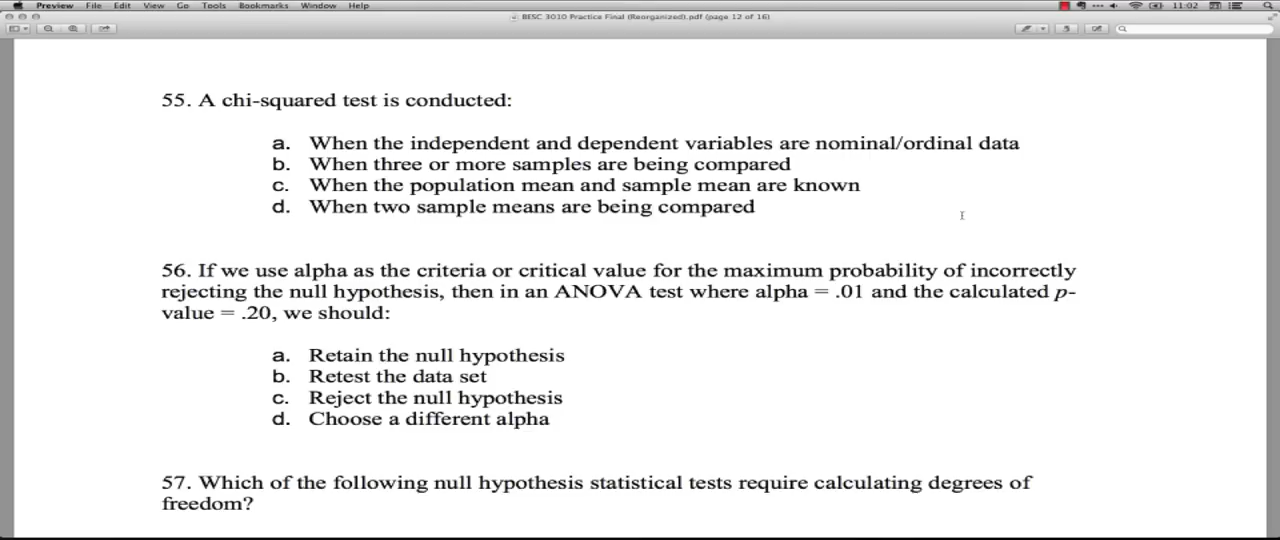 Preview File Edit View Go Tools Bookmarks Window Help 11:02
BESC 3010 Practice Final (Reorganized).pdf (page 12 of 16)
55. A chi-squared test is conducted:
a. When the independent and dependent variables are nominal/ordinal data
b. When three or more samples are being compared
c. When the population mean and sample mean are known
d. When two sample means are being compared
56. If we use alpha as the criteria or critical value for the maximum probability of incorrectly
rejecting the null hypothesis, then in an ANOVA test where alpha = .01 and the calculated p-
value = .20, we should:
a. Retain the null hypothesis
b. Retest the data set
c. Reject the null hypothesis
d. Choose a different alpha
57. Which of the following null hypothesis statistical tests require calculating degrees of
freedom?